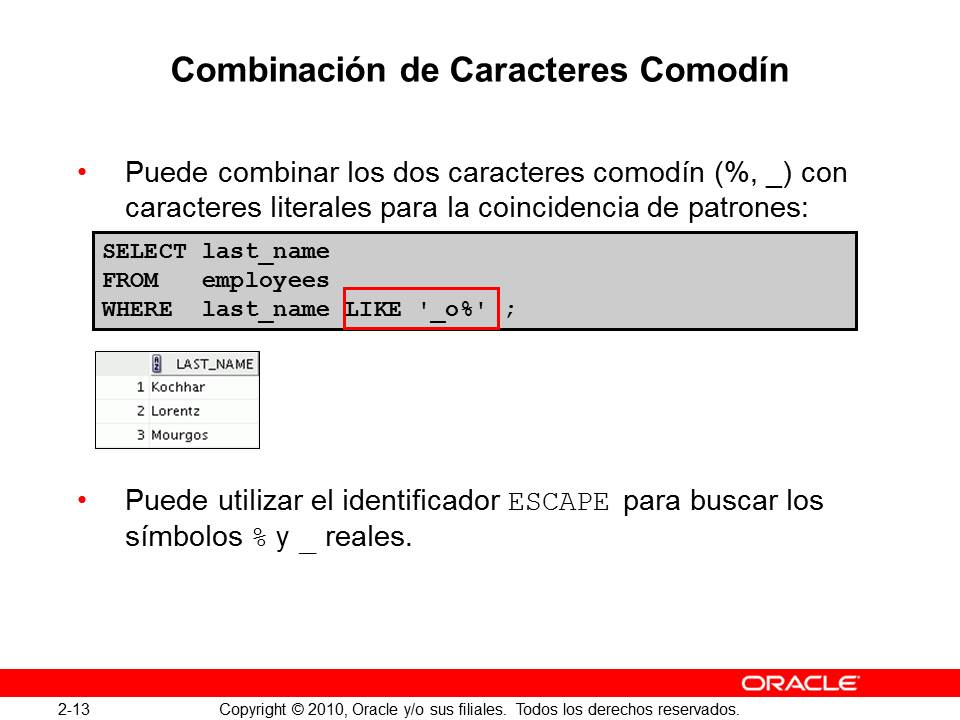 Combinación de Caracteres Comodín
• Puede combinar los dos caracteres comodín (%, _) con
caracteres literales para la coincidencia de patrones:
SELECT last_name
FROM   employees
WHERE  last_name LIKE '_o%' ;
LAST_NAME
1 Kochhar
2 Lorentz
3 Mourgos
• Puede utilizar el identificador ESCAPE para buscar los
símbolos % y _ reales.
ORACLE
2-13 Copyright © 2010, Oracle y/o sus filiales. Todos los derechos reservados.